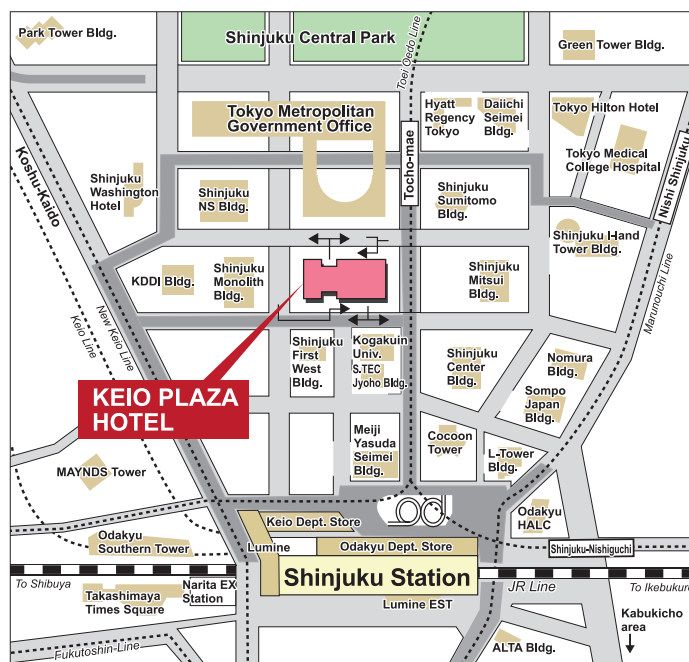 Park Tower Bldg.
Shinjuku Central Park
Green Tower Bldg.
Toei Oedo Line
Tokyo Metropolitan
Government Office
Hyatt
Regency
Tokyo
Daiichi
Seimei
Bldg.
Tokyo Hilton Hotel
Tokyo Medical
College Hospital
Koshu-Kaido
Tocho-mae
Nishi Shinjuku
Shinjuku
Washington
Hotel
Shinjuku
NS Bldg.
Shinjuku
Sumitomo
Bldg.
Shinjuku I-Land
Tower Bldg.
KDDI Bldg.
Shinjuku
Monolith
Bldg.
Shinjuku
Mitsui
Bldg.
New Keio Line
Keio Line
Marunouchi Line
Shinjuku
First
West
Bldg.
Kogakuin
Univ.
S.TEC
Jyoho Bldg.
Shinjuku
Center
Bldg.
Nomura
Bldg.
Sompo
Japan
Bldg.
KEIO PLAZA
HOTEL
Meiji
Yasuda
Seimei
Bldg.
Cocoon
Tower
L-Tower
Bldg.
MAYNDS Tower
Odakyu
HALC
Keio Dept. Store
Odakyu
Southern Tower
Lumine
Odakyu Dept. Store
Shinjuku-Nishiguchi
Shinjuku Station
To Shibuya
Narita EX
Station
JR Line
To Ikebukuro
Takashimaya
Times Square
Lumine EST
Kabukicho
area
Fukutoshin-Line
ALTA Bldg.